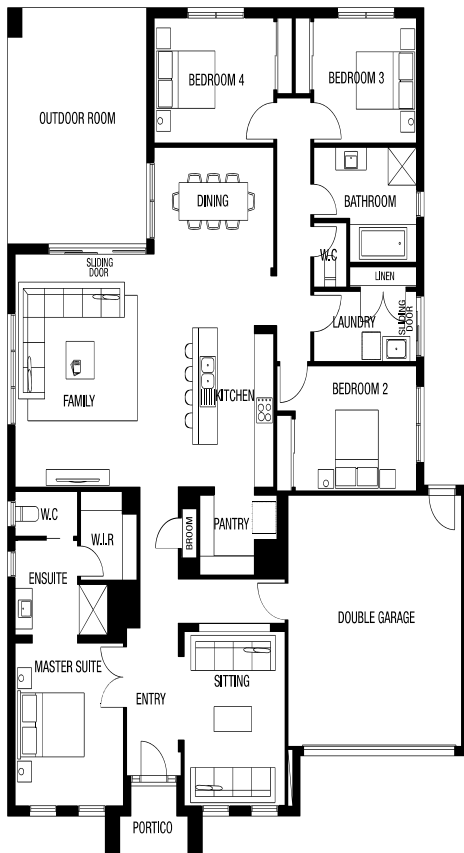 BEDROOM 4
BEDROOM 3
OUTDOOR ROOM
DINING
BATHROOM
W.C
SLIDING
DOOR
LINEN
LAUNDRY
SLIDING
DOOR
FAMILY
KITCHEN
BEDROOM 2
W.C
W.I.R
BROOM
PANTRY
ENSUITE
DOUBLE GARAGE
MASTER SUITE
SITTING
ENTRY
PORTICO